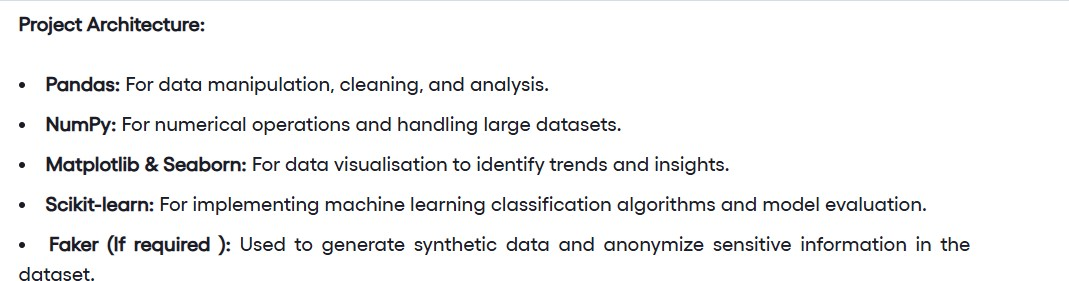 Project Architecture:
• Pandas: For data manipulation, cleaning, and analysis.
• NumPy: For numerical operations and handling large datasets.
• Matplotlib & Seaborn: For data visualisation to identify trends and insights.
• Scikit-learn: For implementing machine learning classification algorithms and model evaluation.
• Faker (If required ): Used to generate synthetic data and anonymize sensitive information in the
dataset.